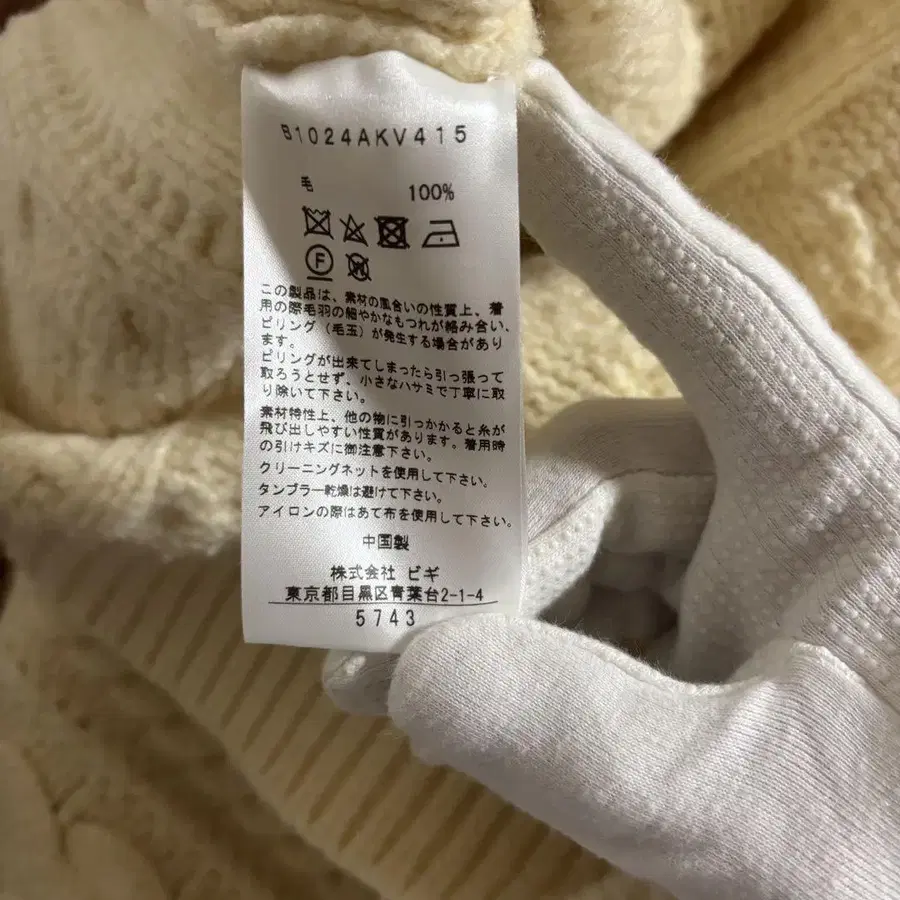 B1024AKV415
毛 100%
F
この製品は、素材の風合いの性質上、着
用の際毛羽の細やかなもつれが絡み合い、
ピリング（毛玉）が発生する場合があり
ます。
ピリングが出来てしまったら引っ張って
取ろうとせず、小さなハサミで丁寧に取
り除いて下さい。
素材特性上、他の物に引っかかると糸が
飛び出しやすい性質があります。着用時
の引けキズに御注意下さい。
クリーニングネットを使用して下さい。
タンブラー乾燥は避けて下さい。
アイロンの際はあて布を使用して下さい。
中国製
株式会社 ビギ
東京都目黒区青葉台2-1-4
5743